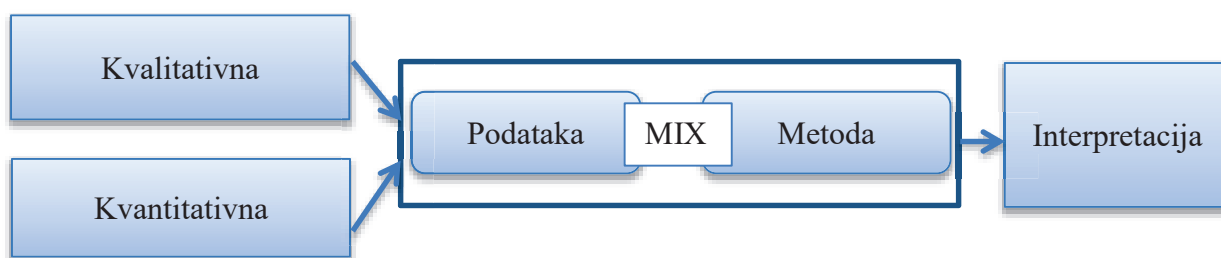 Kvalitativna
Kvantitativna
Podataka
MIX
Metoda
Interpretacija